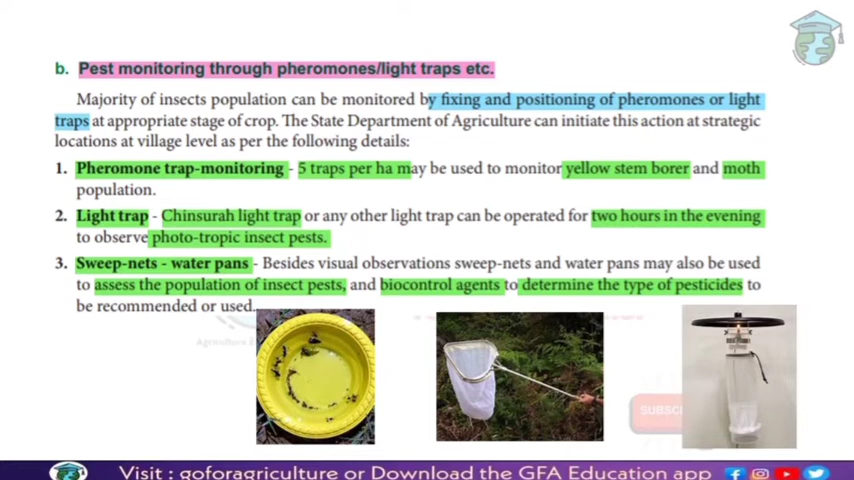 b. Pest monitoring through pheromones/light traps etc.
Majority of insects population can be monitored by fixing and positioning of pheromones or light
traps at appropriate stage of crop. The State Department of Agriculture can initiate this action at strategic
locations at village level as per the following details:
1. Pheromone trap-monitoring - 5 traps per ha may be used to monitor yellow stem borer and moth
population.
2. Light trap - Chinsurah light trap or any other light trap can be operated for two hours in the evening
to observe photo-tropic insect pests.
3. Sweep-nets - water pans - Besides visual observations sweep-nets and water pans may also be used
to assess the population of insect pests, and biocontrol agents to determine the type of pesticides to
be recommended or used.
SUBSC
Visit : goforagriculture or Download the GFA Education app